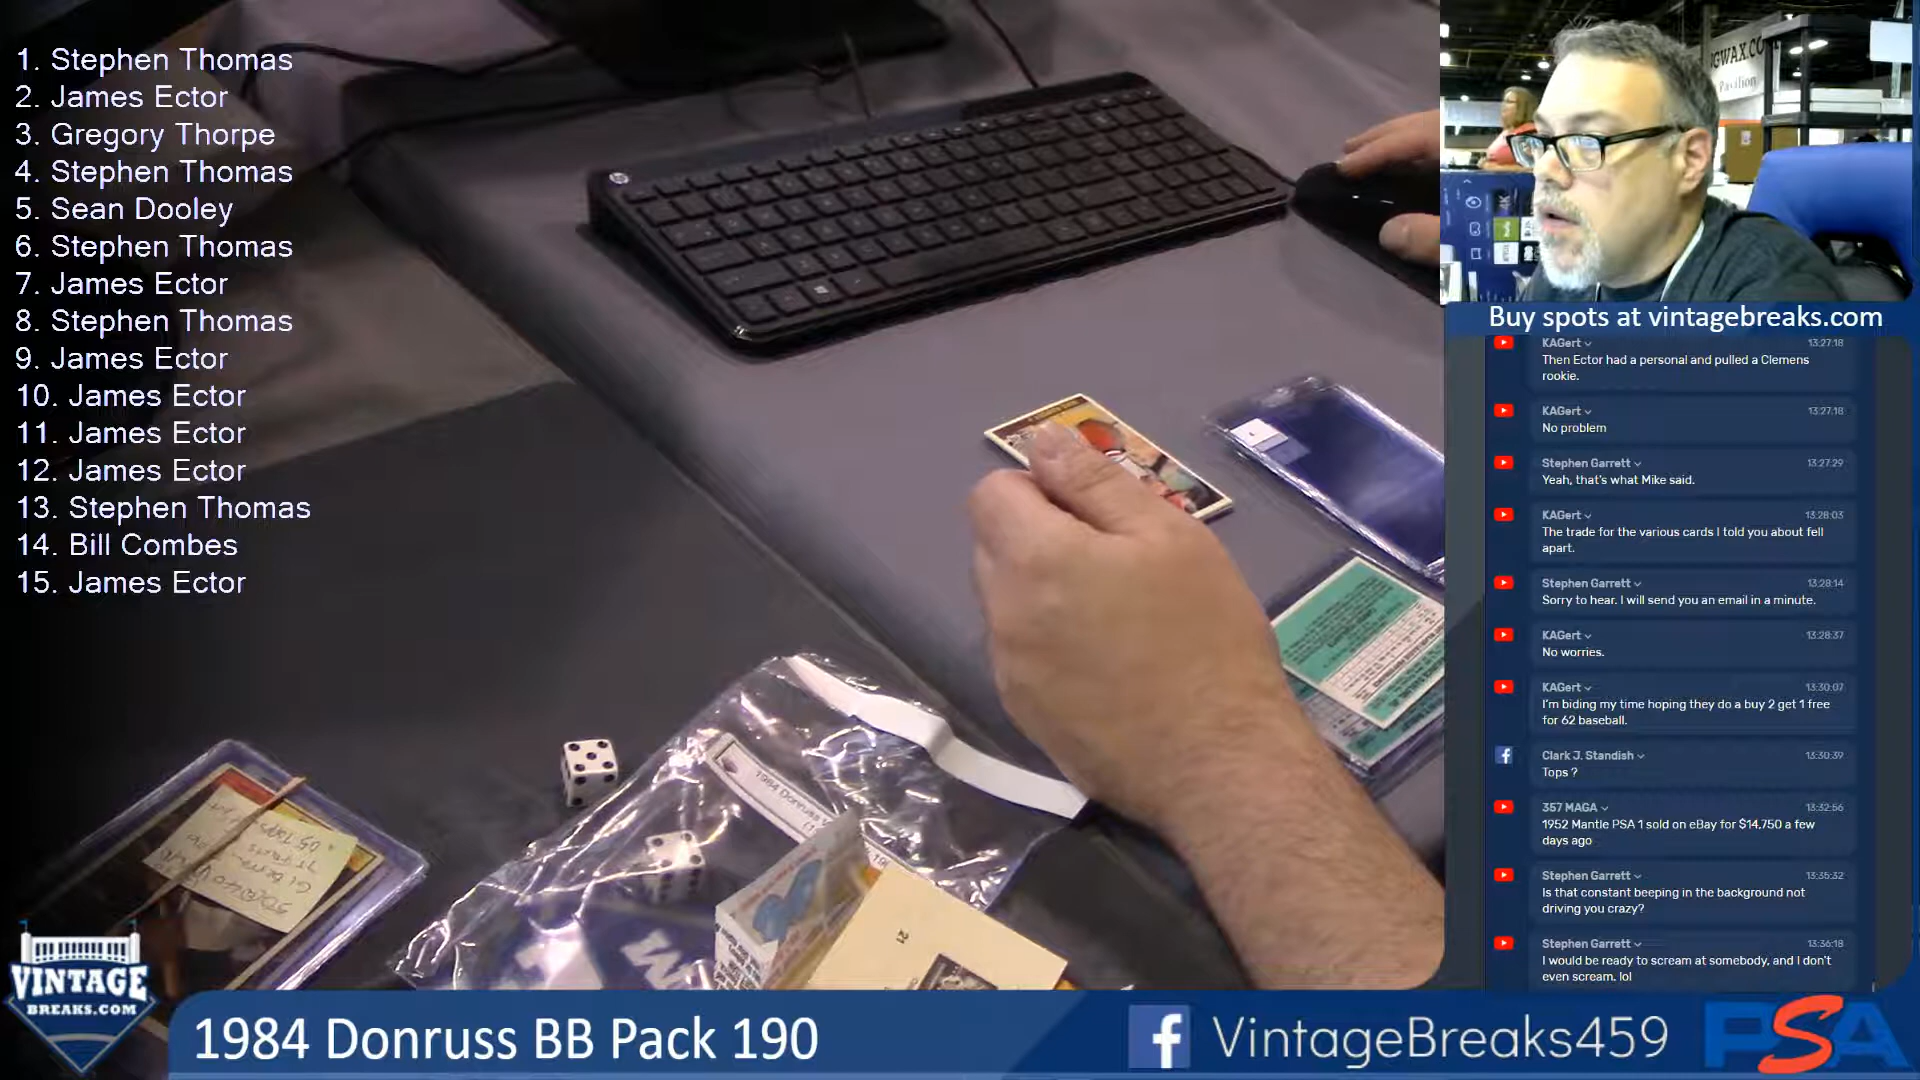 1. Stephen Thomas
2. James Ector
3. Gregory Thorpe
4. Stephen Thomas
5. Sean Dooley
6. Stephen Thomas
7. James Ector
8. Stephen Thomas
9. James Ector
10. James Ector
11. James Ector
12. James Ector
13. Stephen Thomas
14. Bill Combes
15. James Ector
GWAX.CO
Pavilion
Buy spots at vintagebreaks.com
KAGert 13:27:18
Then Ector had a personal and pulled a Clemens
rookie.
KAGert 13:27:18
No problem
Stephen Garrett 13:27:29
Yeah, that's what Mike said.
KAGert 13:28:03
The trade for the various cards I told you about fell
apart.
Stephen Garrett 13:28:14
Sorry to hear. I will send you an email in a minute.
KAGert 13:28:37
No worries.
KAGert 13:30:07
I'm biding my time hoping they do a buy 2 get 1 free
for 62 baseball.
Clark J. Standish 13:30:39
Tops ?
357 MAGA 13:32:56
1952 Mantle PSA 1 sold on eBay for $14,750 a few
days ago
Stephen Garrett 13:35:32
Is that constant beeping in the background not
driving you crazy?
Stephen Garrett 13:36:18
I would be ready to scream at somebody, and I don't
even scream. lol
1984 Donruss
21
VINTAGE
BREAKS.COM
1984 Donruss BB Pack 190
VintageBreaks459
PSA